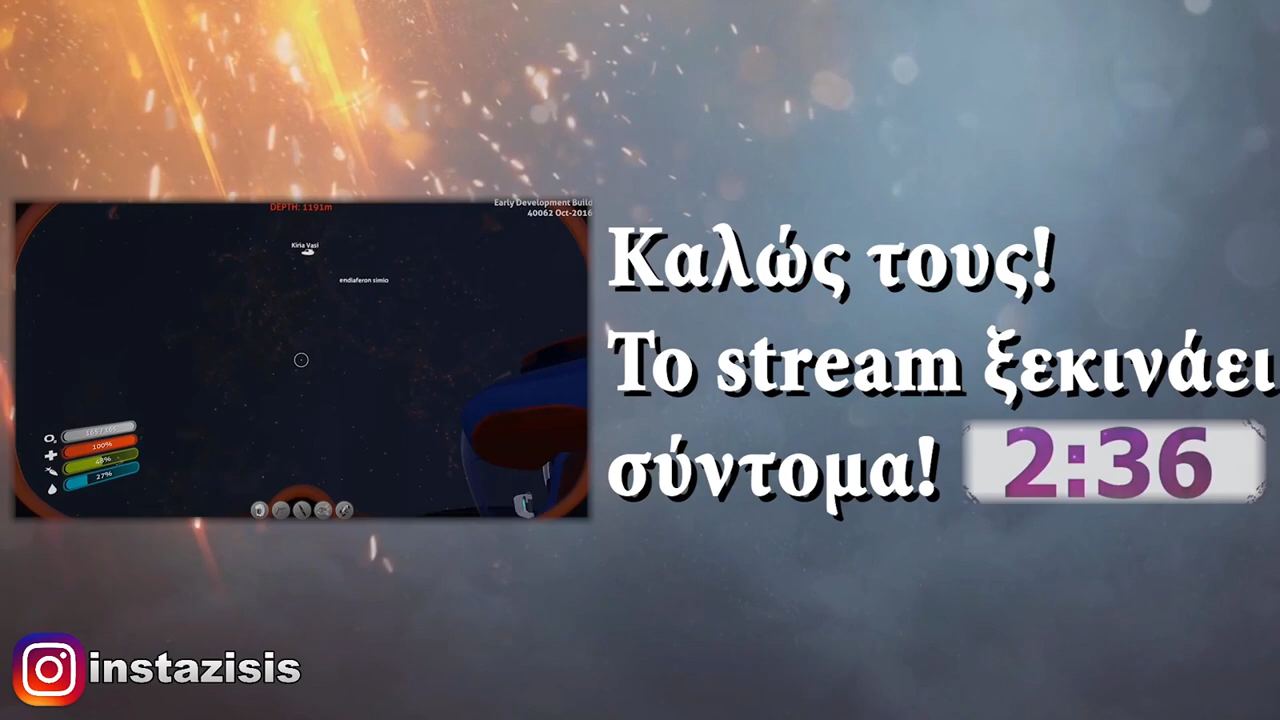 DEPTH: 1191m
Early Development Build
40062 Oct-2016
Kiria Vasi
endiaferon simio
Καλώς τους!
Το stream ξεκινάει
σύντομα! 2:36
100%
48%
27%
instazisis